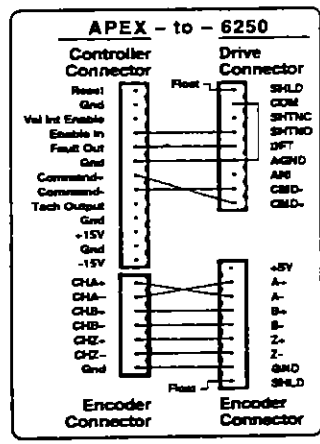 APEX - to - 6250
Controller Connector
Drive Connector
Reset
Gnd
Vel Int Enable
Enable In
Fault Out
Gnd
Command+
Command-
Tach Output
Gnd
+15V
Gnd
-15V
Float
SHLD
COM
SHTNC
SHTNO
DFT
AGND
ANI
CMD-
CMD+
CHA+
CHA-
CHB+
CHB-
CHZ+
CHZ-
Gnd
+5V
A+
A-
B+
B-
Z+
Z-
GND
SHLD
Float
Encoder Connector
Encoder Connector